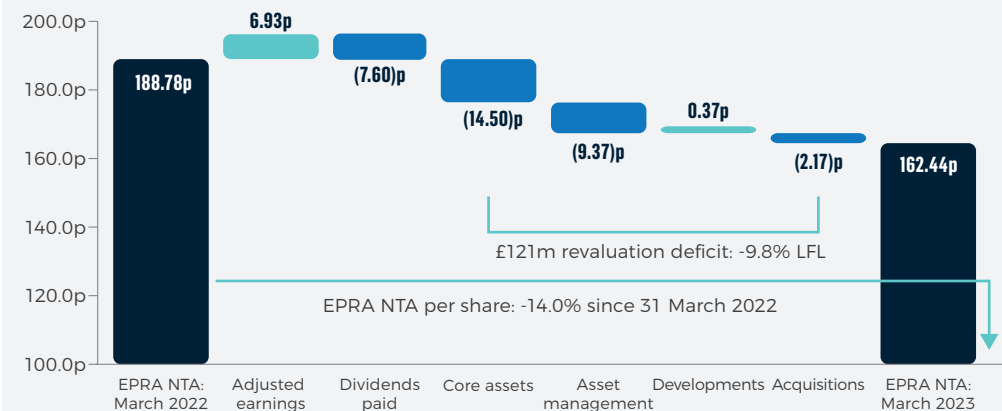 200.0p
180.0p
160.0p
140.0p
120.0p
100.0p
188.78p
6.93p
(7.60)p
(14.50)p
(9.37)p
0.37p
(2.17)p
162.44p
£121m revaluation deficit: -9.8% LFL
EPRA NTA per share: -14.0% since 31 March 2022
EPRA NTA:
March 2022
Adjusted
earnings
Dividends
paid
Core assets
Asset
management
Developments
Acquisitions
EPRA NTA:
March 2023